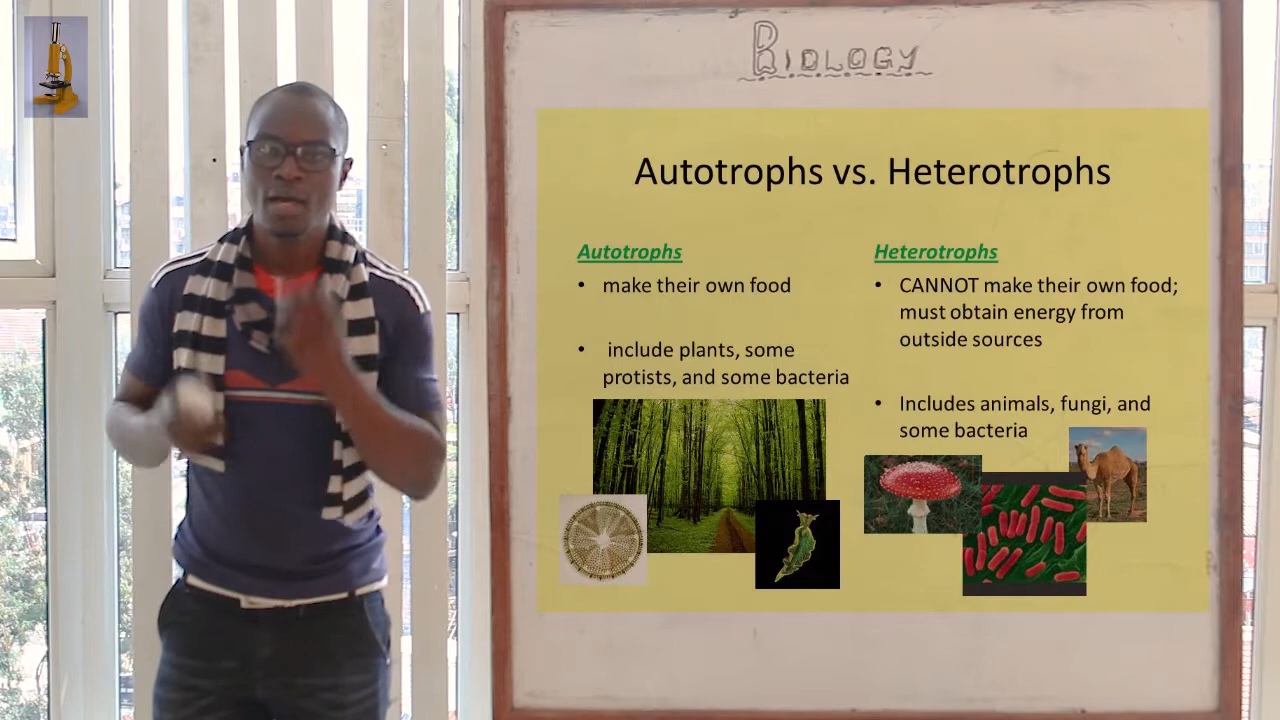 BIOLOGY
Autotrophs vs. Heterotrophs
Autotrophs
• make their own food
• include plants, some
protists, and some bacteria
Heterotrophs
• CANNOT make their own food;
must obtain energy from
outside sources
• Includes animals, fungi, and
some bacteria